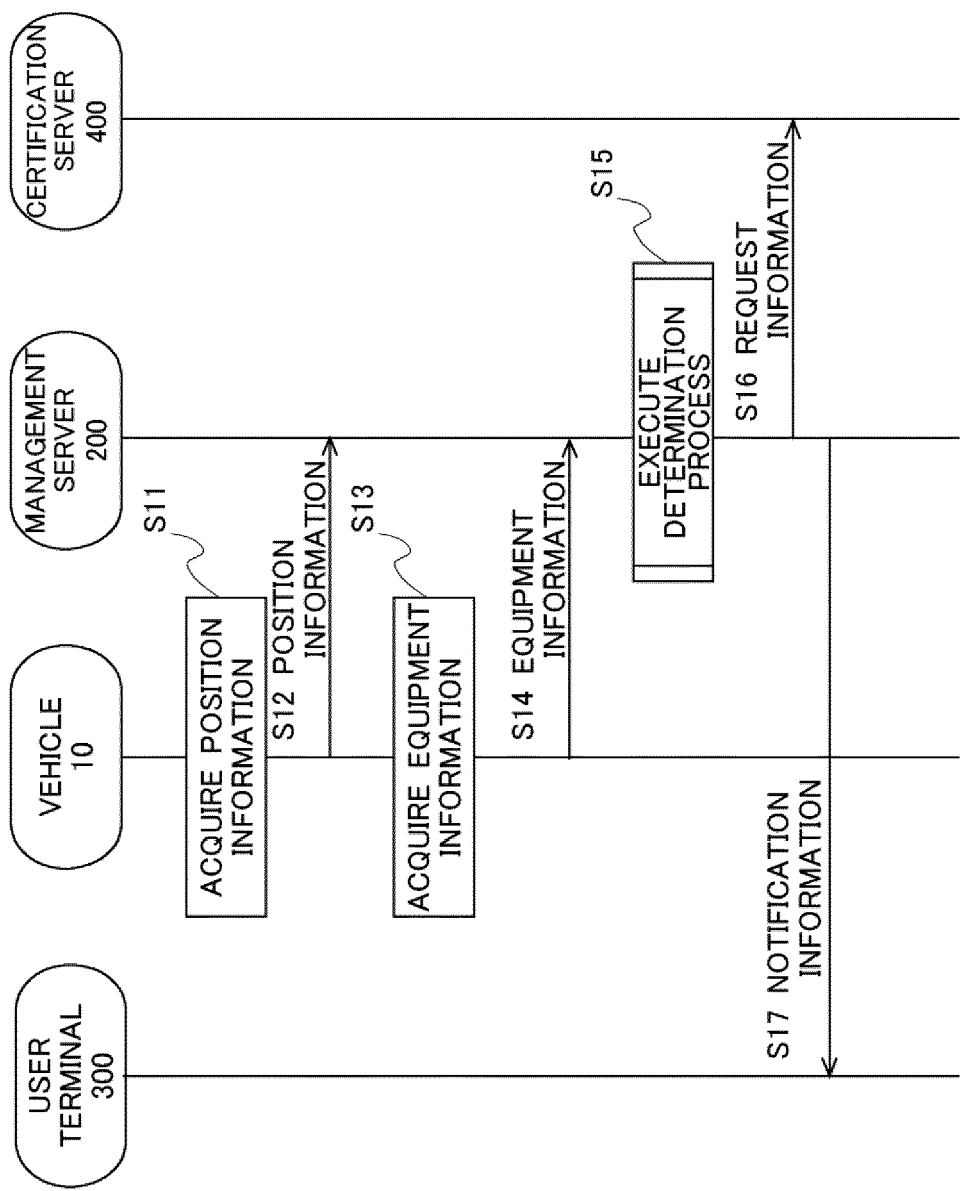 USER
TERMINAL
300
VEHICLE
10
MANAGEMENT
SERVER
200
CERTIFICATION
SERVER
400
S11
ACQUIRE POSITION
INFORMATION
S12 POSITION
INFORMATION
S13
ACQUIRE EQUIPMENT
INFORMATION
S14 EQUIPMENT
INFORMATION
S15
EXECUTE
DETERMINATION
PROCESS
S16 REQUEST
INFORMATION
S17 NOTIFICATION
INFORMATION